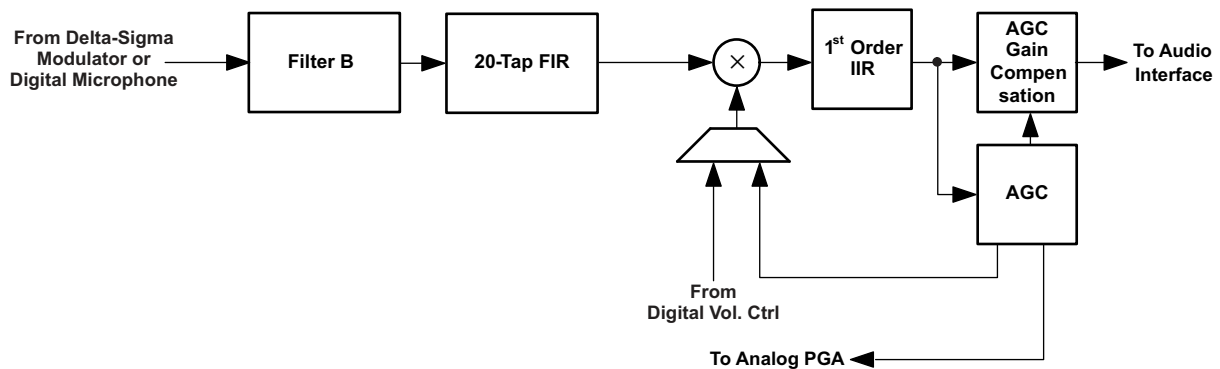 From Delta-Sigma
Modulator or
Digital Microphone
Filter B
20-Tap FIR
×
1st Order
IIR
AGC
Gain
Compen
sation
To Audio
Interface
AGC
From
Digital Vol. Ctrl
To Analog PGA